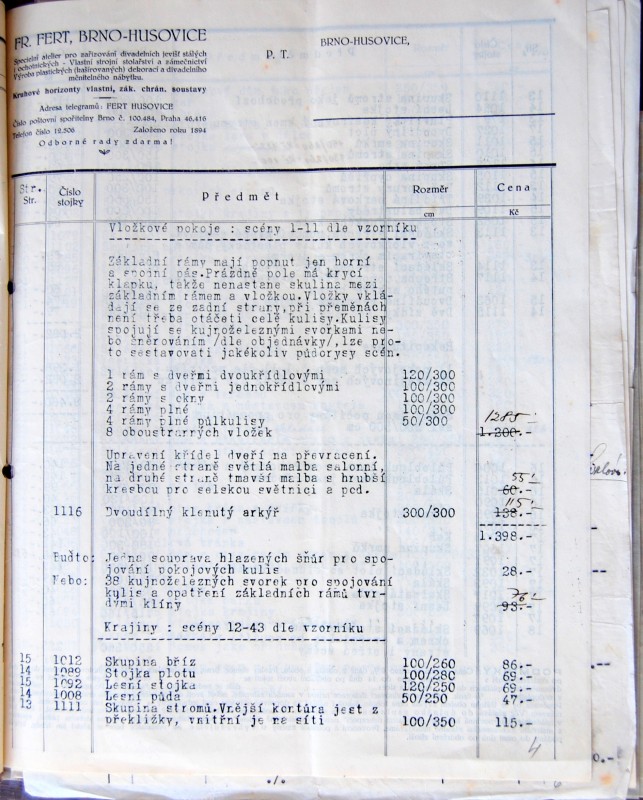 FR. FERT, BRNO-HUSOVICE
Specielní atelier pro zařizování divadelních jevišť stálých
i ochotnických - Vlastní strojní stolařství a zámečnictví
Výroba plastických (kašírovaných) dekorací a divadelního
měnitelného nábytku.
Kruhové horizonty vlastní, zák. chrán. soustavy
Adresa telegramů: FERT HUSOVICE
Číslo poštovní spořitelny Brno č. 100.484, Praha 46,416
Telefon číslo 12.506 Založeno roku 1894
Odborné rady zdarma!
BRNO-HUSOVICE,
P. T.
Str. Číslo stojky Předmět Rozměr Cena
Str. cm Kč
Vložkové pokoje : scény 1-11 dle vzorníku
Základní rámy mají popnut jen horní
a spodní pás.Prázdné pole má krycí
klapku, takže nenastane skulina mezi
základním rámem a vložkou.Vložky vklá-
dají se ze zadní strany,při přeměnách
není třeba otáčeti celé kulisy.Kulisy
spojují se kujnoželeznými svorkami ne-
bo šněrováním /dle objednávky/,lze pro-
to sestavovati jakékoliv půdorysy scén.
1 rám s dveřmi dvoukřídlovými 120/300
2 rámy s dveřmi jednokřídlovými 100/300
2 rámy s okny 100/300
4 rámy plné 100/300
4 rámy plné půlkulisy 50/300 1285.-
8 oboustranných vložek 1.200.-
Upravení křídel dveří na převracení.
Na jedné straně světlá malba salonní,
na druhé straně tmavší malba s hrubší 55.-
kresbou pro selskou světnici a pod. 60.-
115.-
1116 Dvoudílný klenutý arkýř 300/300 138.-
1.398.-
Buďto: Jedna souprava hlazených šňůr pro spo-
jování pokojových kulis 28.-
Nebo: 38 kujnoželezných svorek pro spojování
kulis a opatření základních rámů tvr- 76.-
dými klíny 93.-
Krajiny : scény 12-43 dle vzorníku
15 1012 Skupina bříz 100/260 86.-
14 1089 Stojka plotu 100/280 69.-
15 1092 Lesní stojka 120/250 69.-
14 1008 Lesní půda 50/250 47.-
13 1111 Skupina stromů.Vnější kontúra jest z
překližky, vnitřní je na síti 100/350 115.-
4